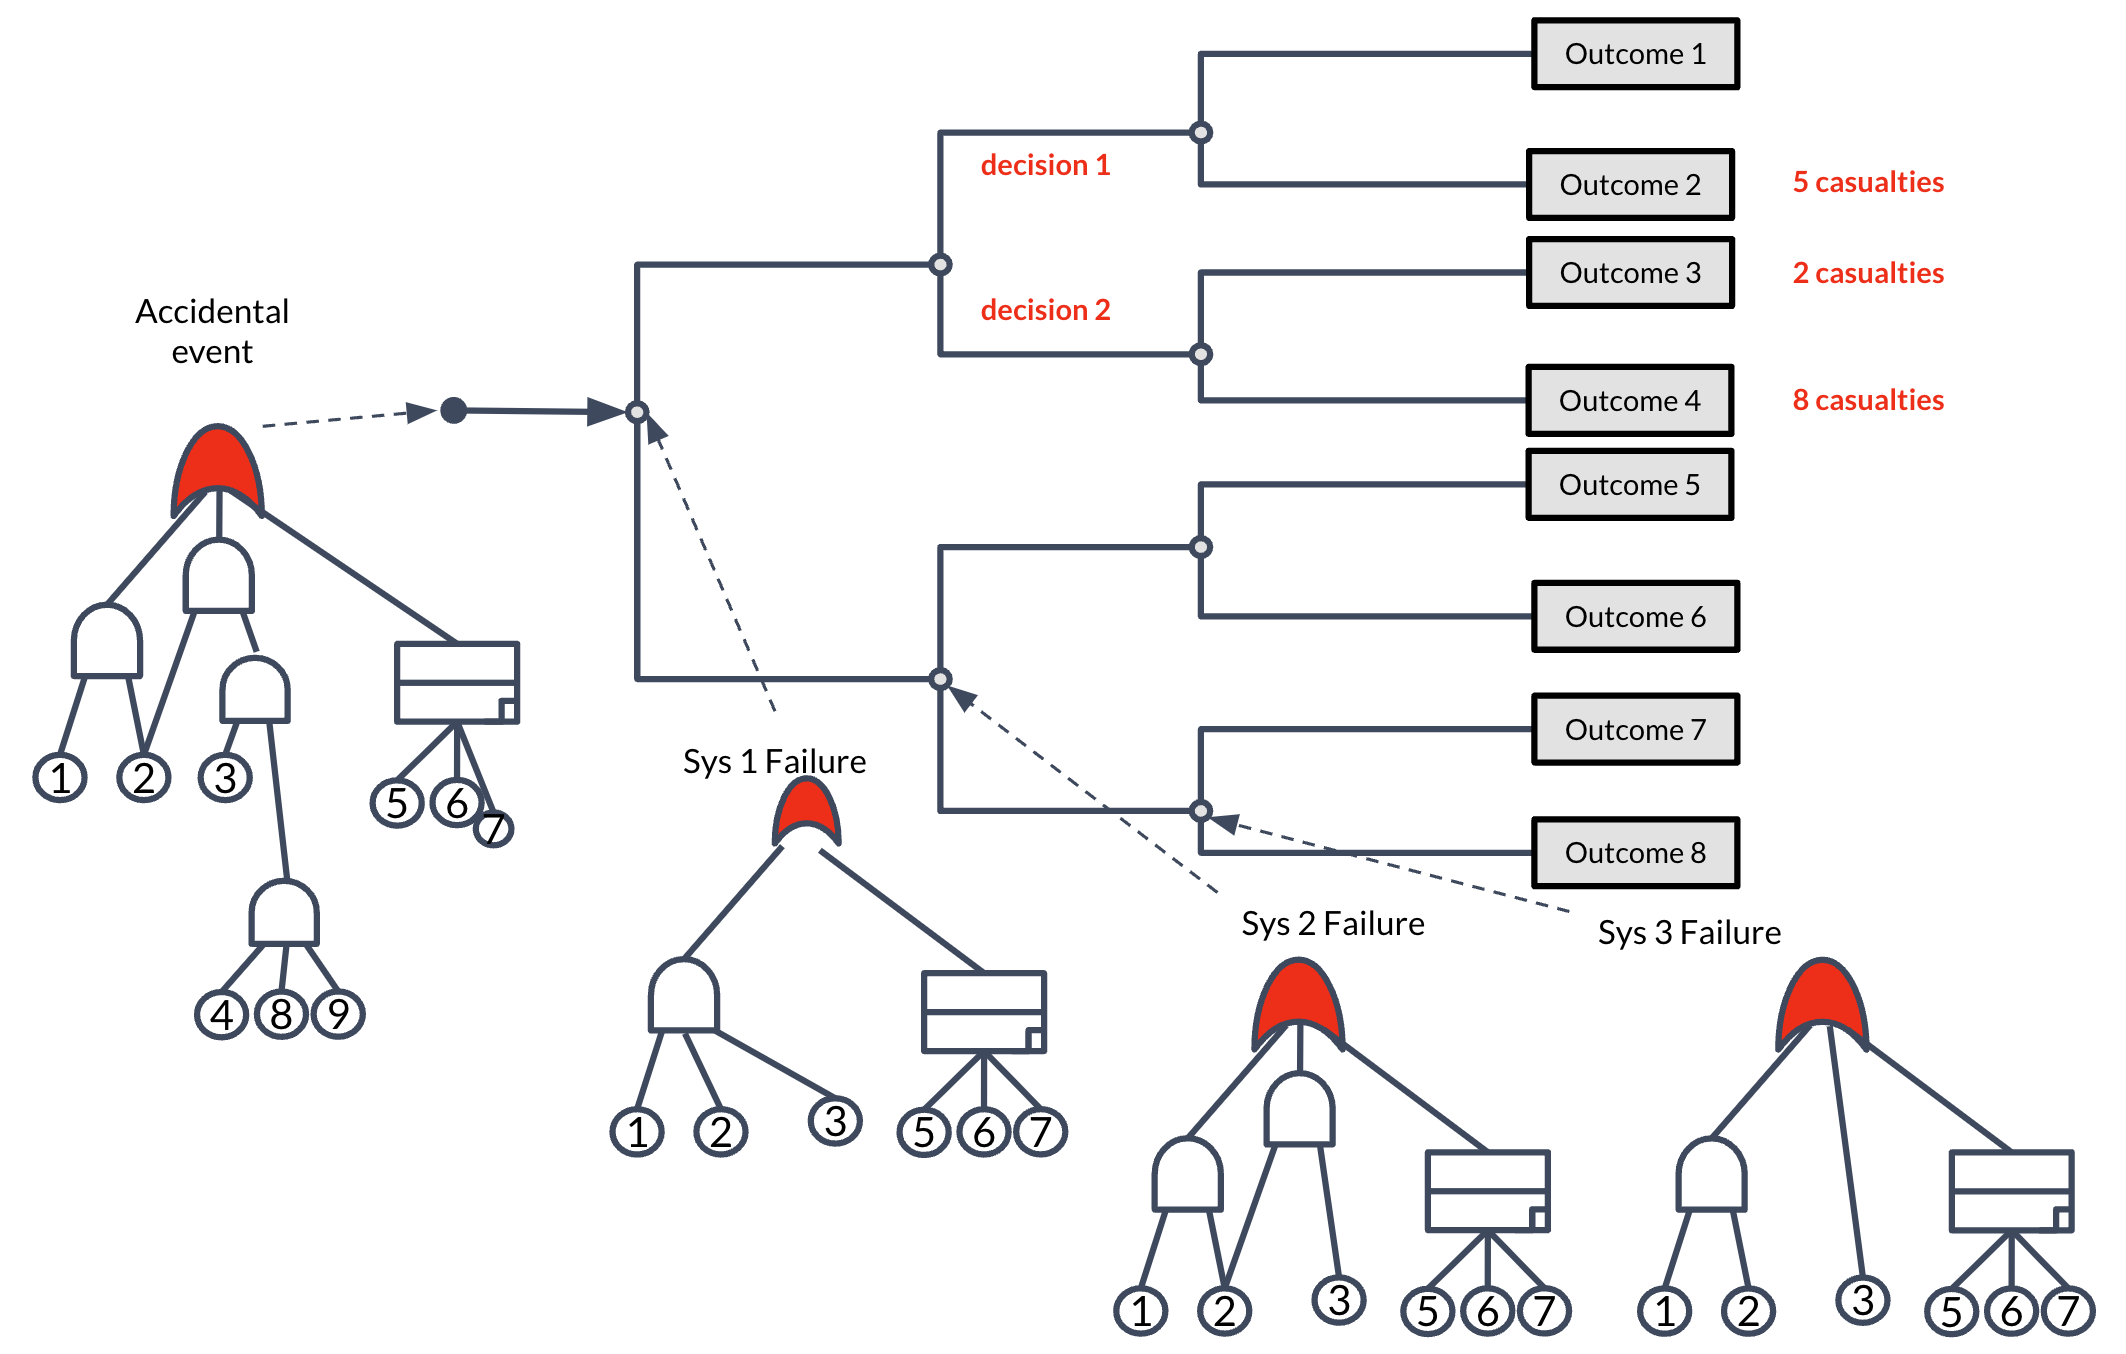 Outcome 1
decision 1
Outcome 2
5 casualties
Outcome 3
2 casualties
decision 2
Accidental
event
Outcome 4
8 casualties
Outcome 5
Outcome 6
Outcome 7
Sys 1 Failure
Outcome 8
Sys 2 Failure
Sys 3 Failure
1 2 3
5 6 7
4 8 9
1 2 3
5 6 7
1 2 3
5 6 7
1 2 3
5 6 7